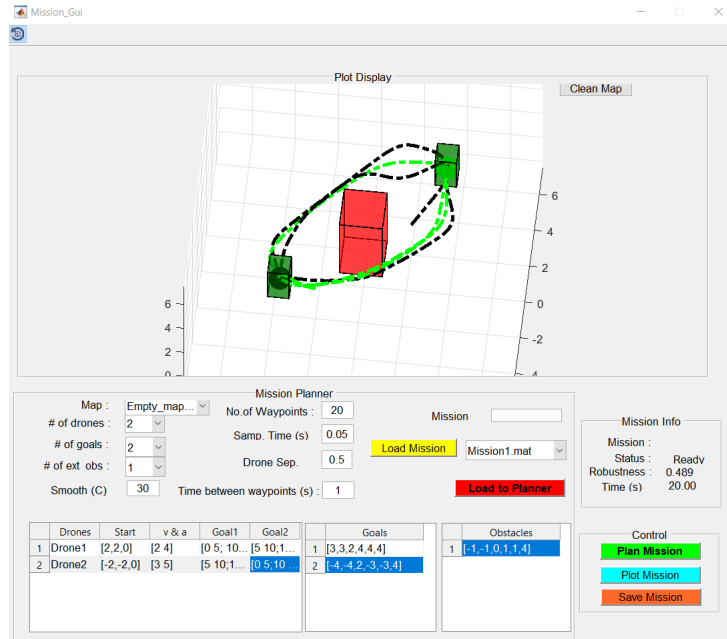 Mission_Gui
Plot Display
Clean Map
6
4
2
0
-2
6
4
2
Mission Planner
Map : Empty_map...
# of drones : 2
# of goals : 2
# of ext obs : 1
Smooth (C) 30
No.of Waypoints : 20
Samp. Time (s) 0.05
Drone Sep. 0.5
Time between waypoints (s) : 1
Mission
Load Mission Mission1.mat
Load to Planner
Mission Info
Mission :
Status : Ready
Robustness : 0.489
Time (s) 20.00
Drones Start v & a Goal1 Goal2
1 Drone1 [2,2,0] [2 4] [0 5; 10... [5 10;1...
2 Drone2 [-2,-2,0] [3 5] [5 10;1... [0 5;10 ...
Goals
1 [3,3,2,4,4,4]
2 [-4,-4,2,-3,-3,4]
Obstacles
1 [-1,-1,0,1,1,4]
Control
Plan Mission
Plot Mission
Save Mission